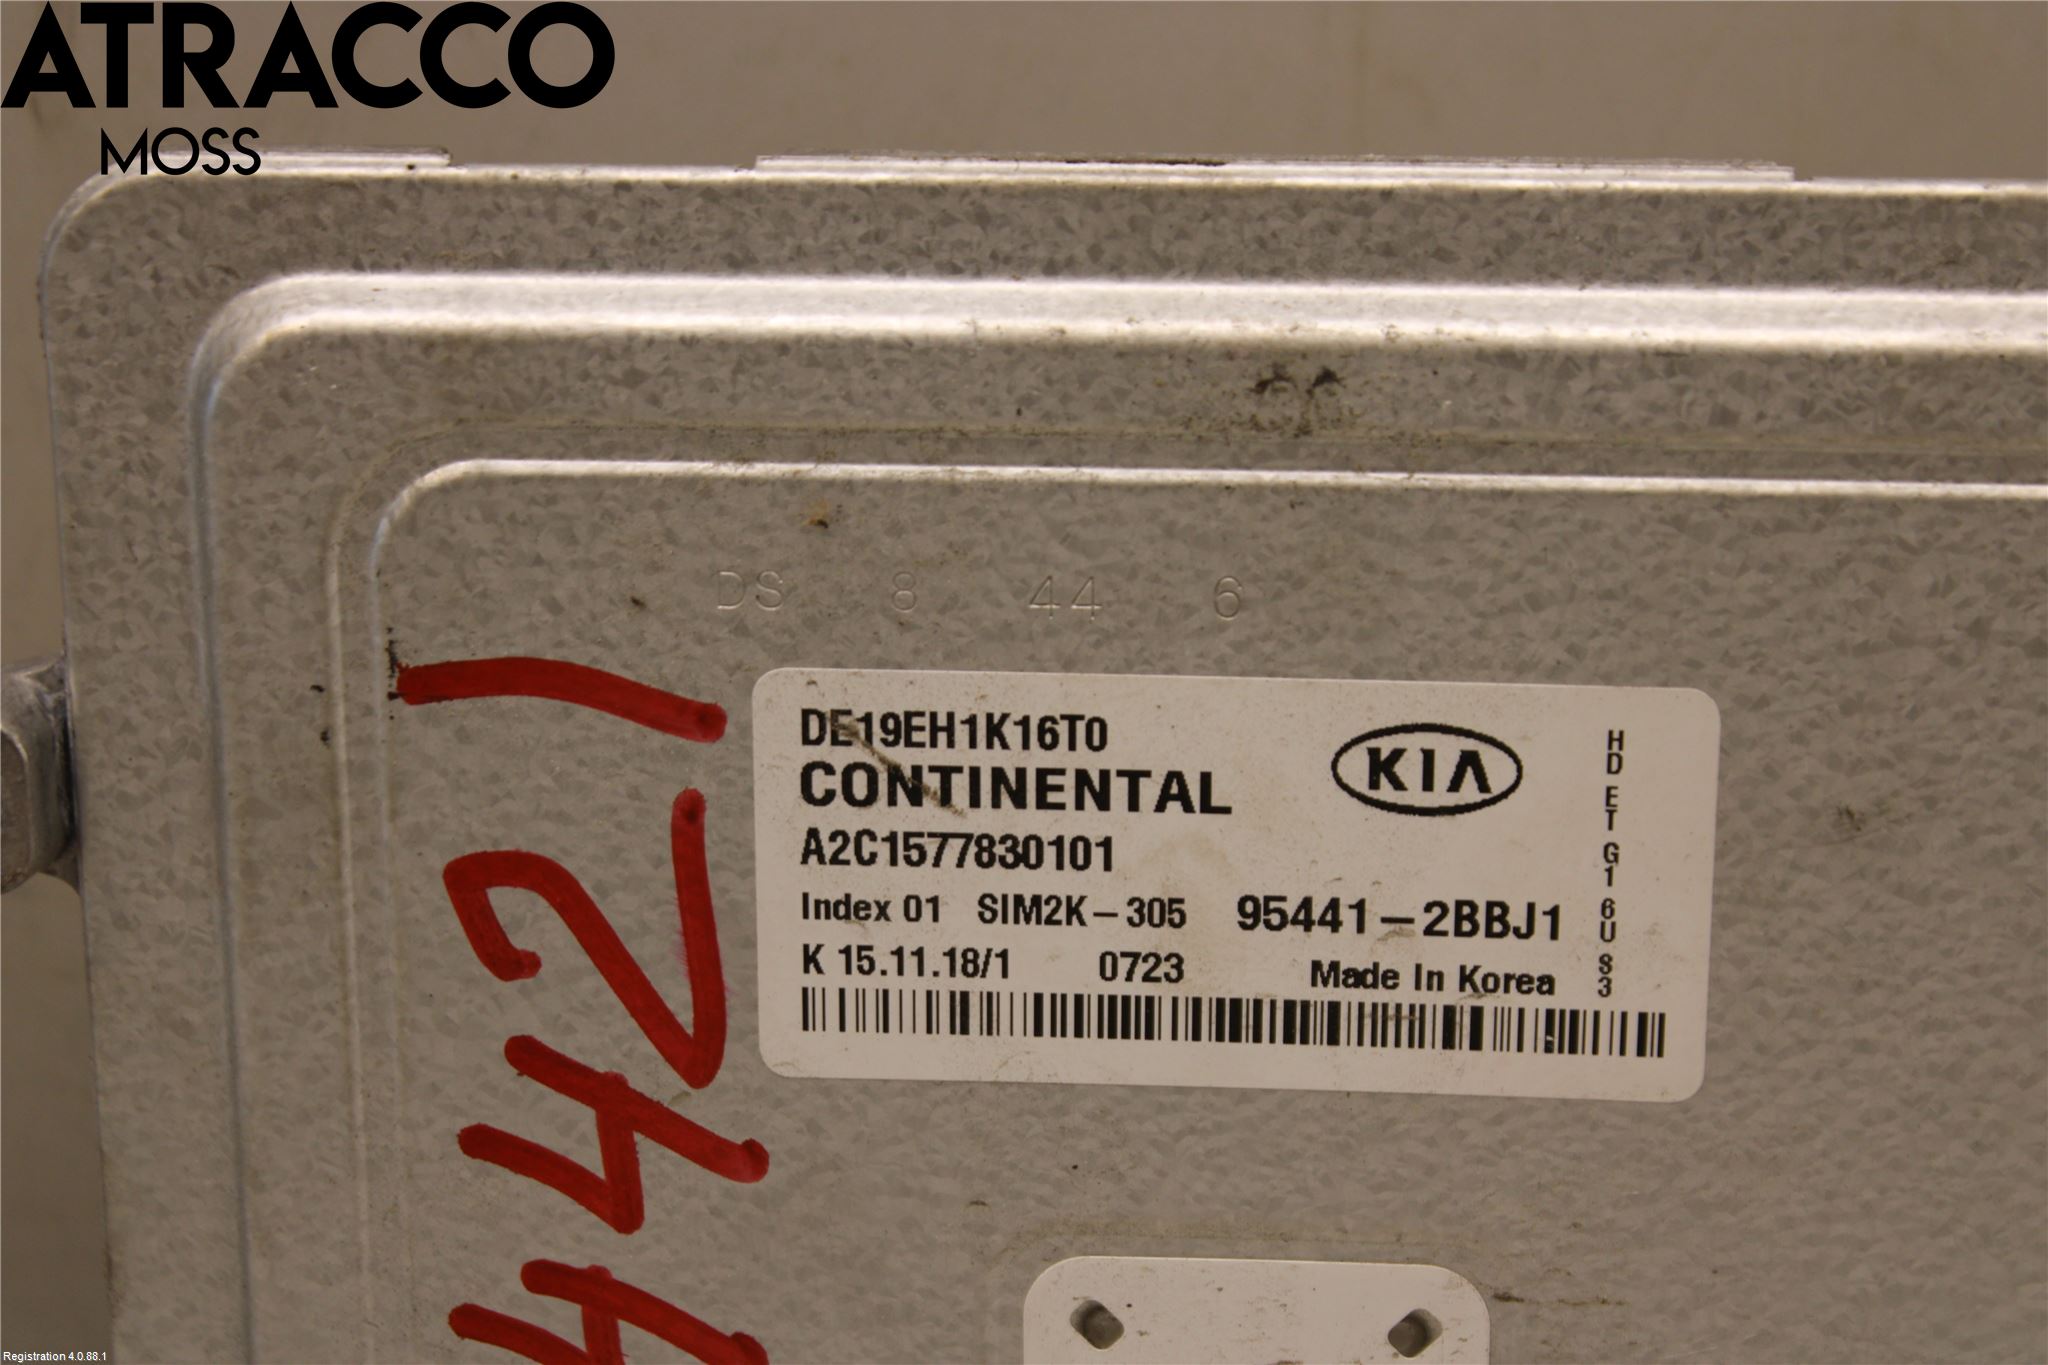 ATRACCO
MOSS
DS 8 44 6
DE19EH1K16T0
CONTINENTAL
KIA
A2C1577830101
Index 01 SIM2K-305 95441-2BBJ1
K 15.11.18/1 0723 Made In Korea
HD ET G1 6U S3
4421
Registration 4.0.88.1